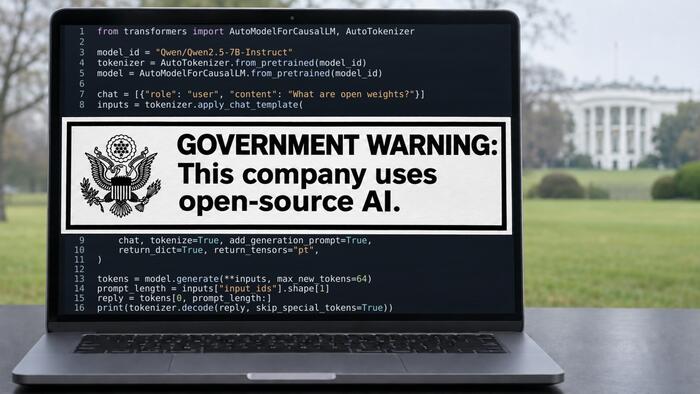 1 from transformers import AutoModelForCausalLM, AutoTokenizer
2
3 model_id = "Qwen/Qwen2.5-7B-Instruct"
4 tokenizer = AutoTokenizer.from_pretrained(model_id)
5 model = AutoModelForCausalLM.from_pretrained(model_id)
6
7 chat = [{"role": "user", "content": "What are open weights?"}]
8 inputs = tokenizer.apply_chat_template(
GOVERNMENT WARNING:
This company uses
open-source AI.
9 chat, tokenize=True, add_generation_prompt=True,
10 return_dict=True, return_tensors="pt",
11 )
12
13 tokens = model.generate(**inputs, max_new_tokens=64)
14 prompt_length = inputs["input_ids"].shape[1]
15 reply = tokens[0, prompt_length:]
16 print(tokenizer.decode(reply, skip_special_tokens=True))